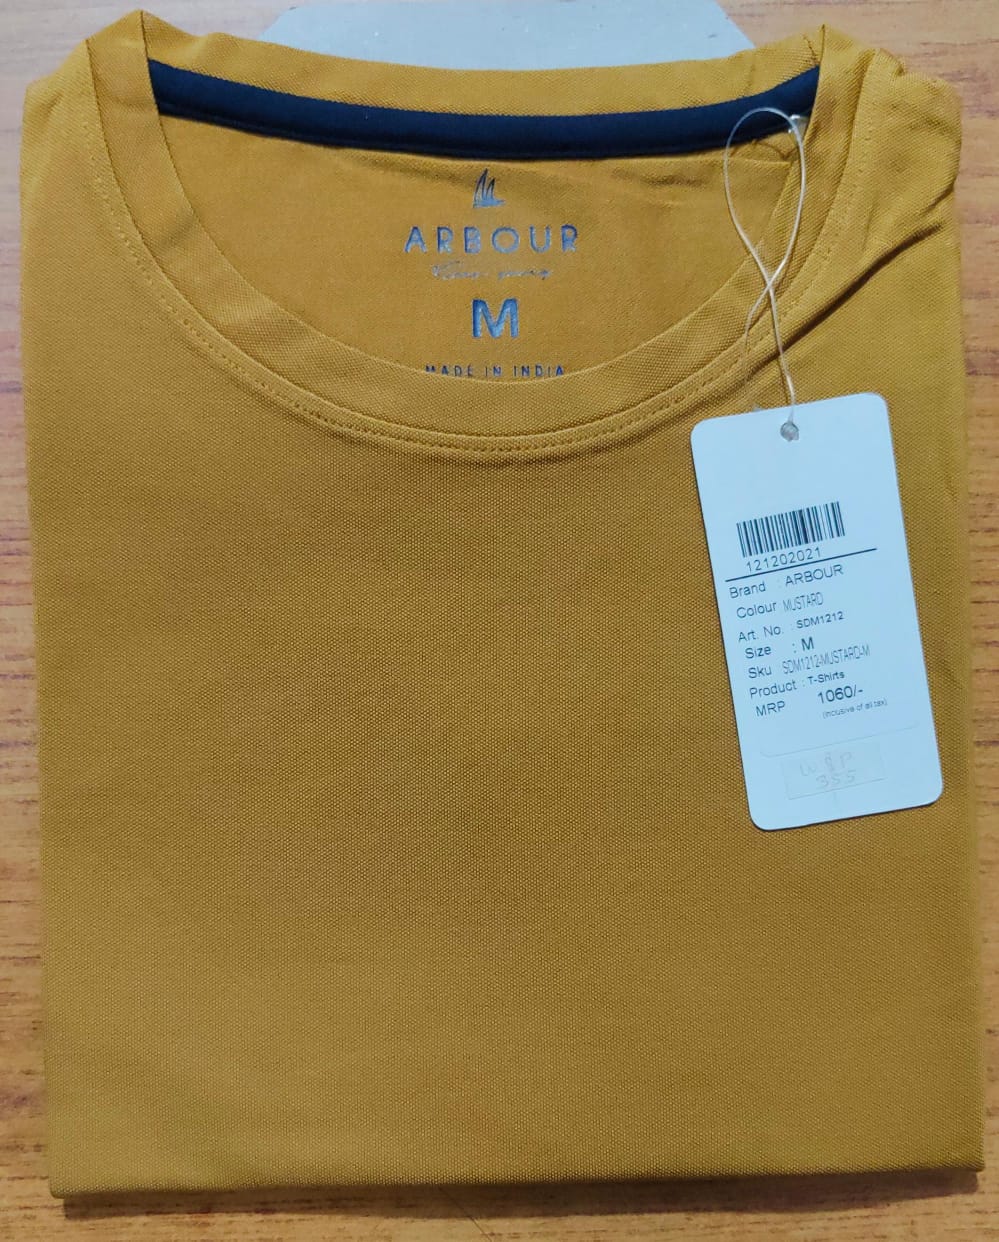 ARBOUR
M
MADE IN INDIA
121202021
Brand : ARBOUR
Colour MUSTARD
Art. No. : SDM1212
Size : M
Sku : SDM1212-MUSTARD-M
Product : T-Shirts
MRP 1060/-
(inclusive of all tax)
355